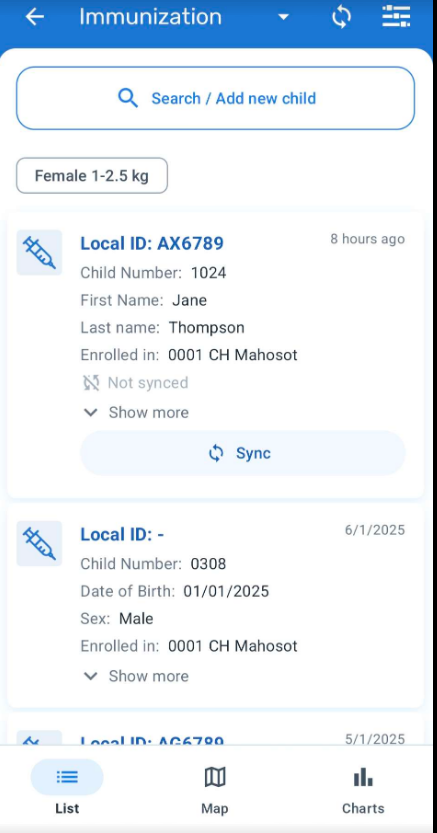 Immunization
Search / Add new child
Female 1-2.5 kg
Local ID: AX6789 8 hours ago
Child Number: 1024
First Name: Jane
Last name: Thompson
Enrolled in: 0001 CH Mahosot
Not synced
Show more
Sync
Local ID: - 6/1/2025
Child Number: 0308
Date of Birth: 01/01/2025
Sex: Male
Enrolled in: 0001 CH Mahosot
Show more
Local ID: AG6789 5/1/2025
List Map Charts